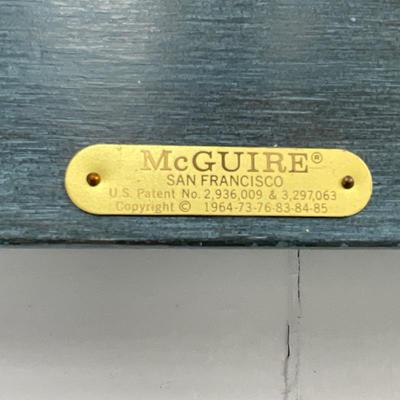 McGUIRE®
SAN FRANCISCO
U.S. Patent No. 2,936,009 & 3,297,063
Copyright © 1964-73-76-83-84-85